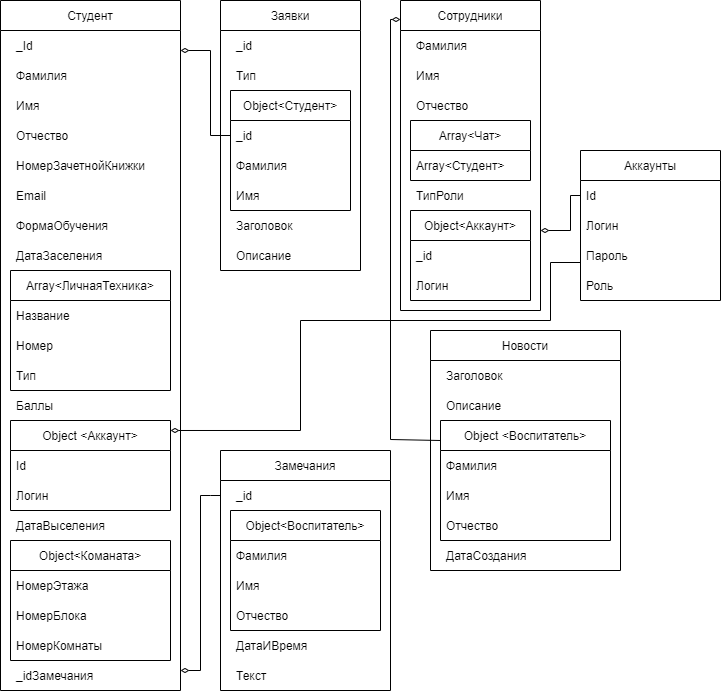 Студент
_Id
Фамилия
Имя
Отчество
НомерЗачетнойКнижки
Email
ФормаОбучения
ДатаЗаселения
Array<ЛичнаяТехника>
Название
Номер
Тип
Баллы
Object <Аккаунт>
Id
Логин
ДатаВыселения
Object<Команата>
НомерЭтажа
НомерБлока
НомерКомнаты
_idЗамечания
Заявки
_id
Тип
Object<Студент>
_id
Фамилия
Имя
Заголовок
Описание
Замечания
_id
Object<Воспитатель>
Фамилия
Имя
Отчество
ДатаИВремя
Текст
Сотрудники
Фамилия
Имя
Отчество
Array<Чат>
Array<Студент>
ТипРоли
Object<Аккаунт>
_id
Логин
Новости
Заголовок
Описание
Object <Воспитатель>
Фамилия
Имя
Отчество
ДатаСоздания
Аккаунты
Id
Логин
Пароль
Роль